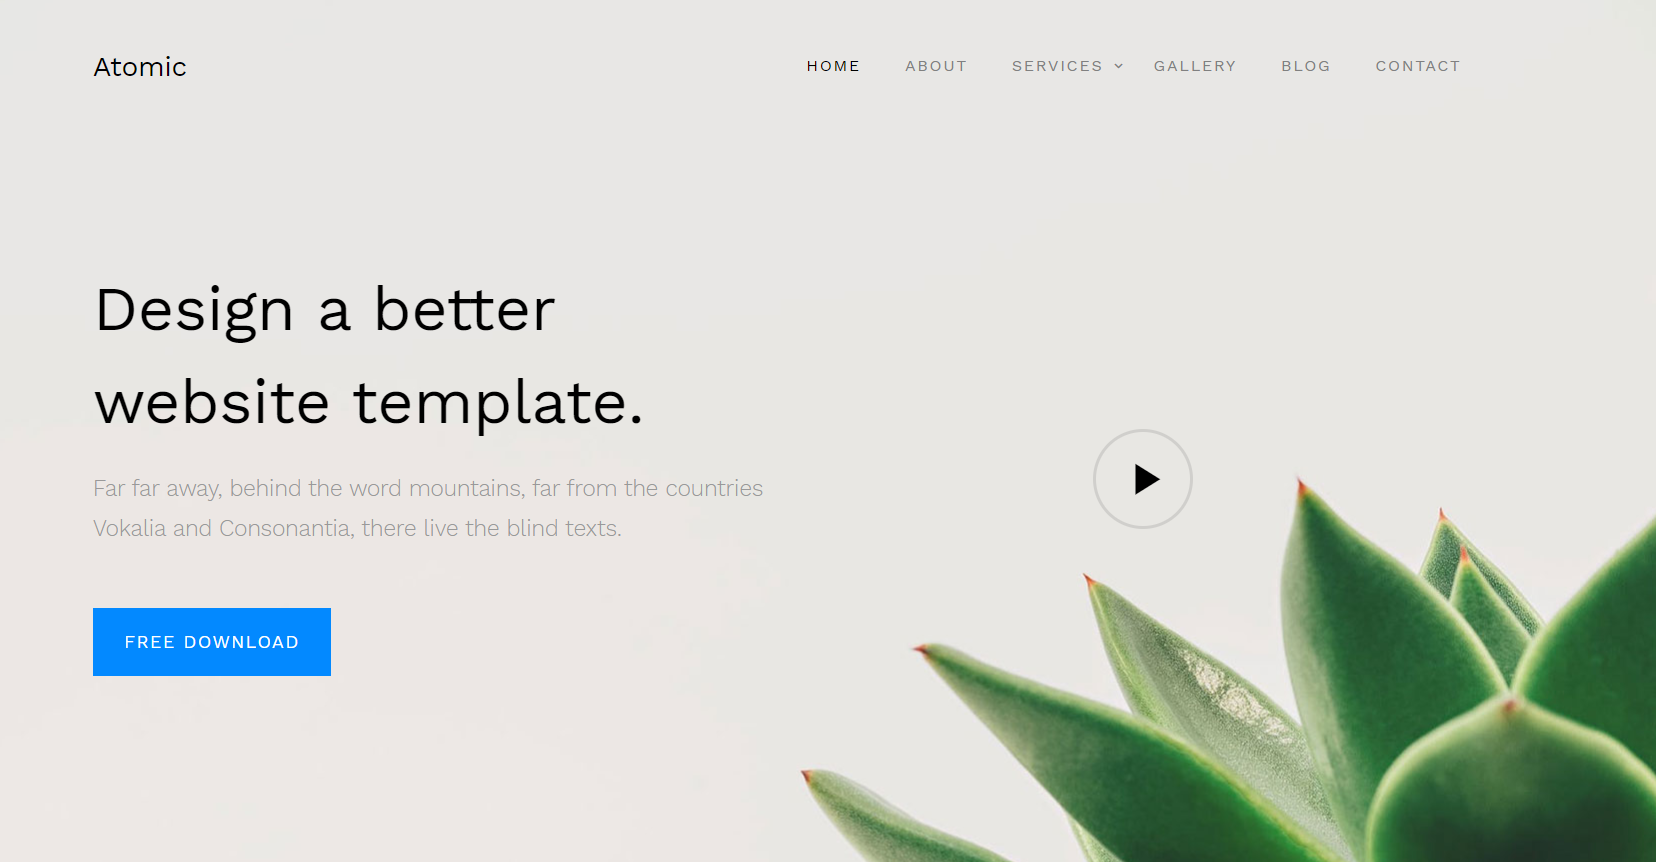 Atomic
HOME ABOUT SERVICES GALLERY BLOG CONTACT
Design a better
website template.
Far far away, behind the word mountains, far from the countries
Vokalia and Consonantia, there live the blind texts.
FREE DOWNLOAD